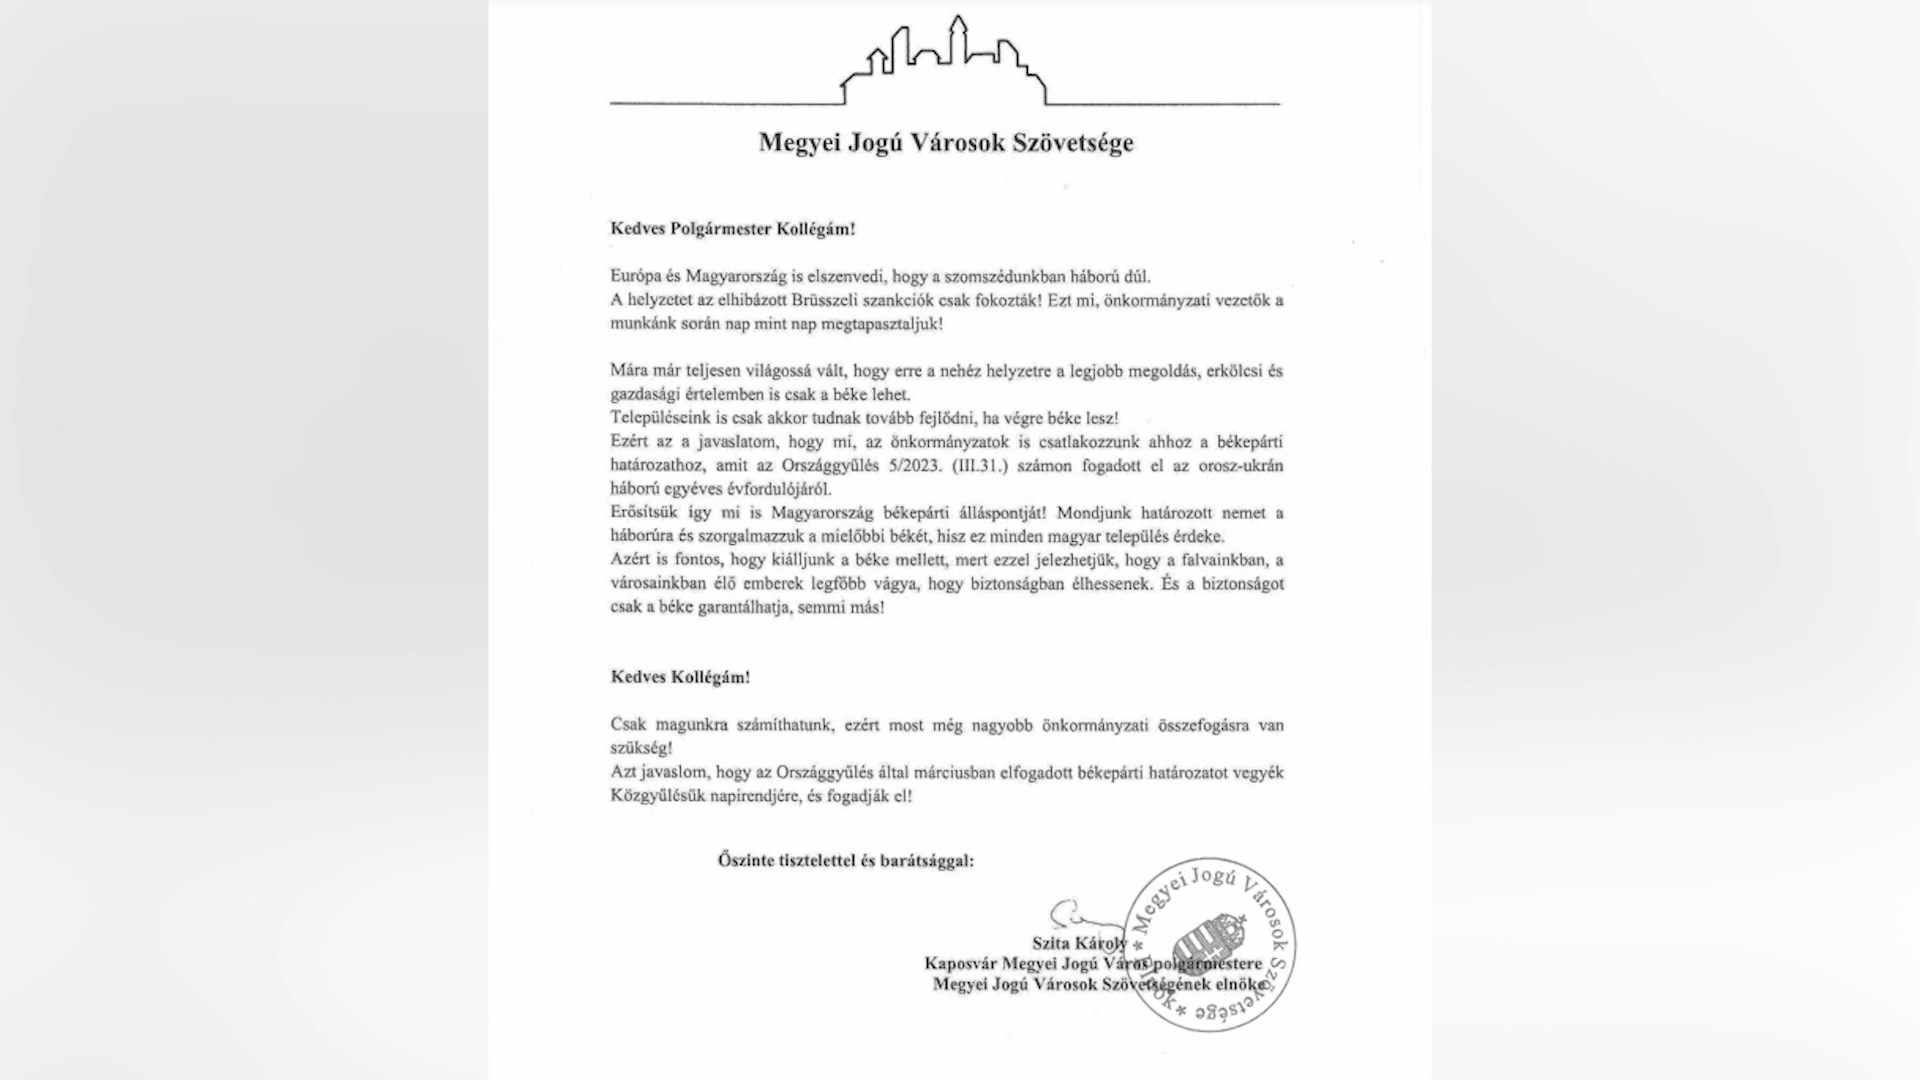 Megyei Jogú Városok Szövetsége
Kedves Polgármester Kollégám!
Európa és Magyarország is elszenvedi, hogy a szomszédunkban háború dúl.
A helyzetet az elhibázott Brüsszeli szankciók csak fokozták! Ezt mi, önkormányzati vezetők a
munkánk során nap mint nap megtapasztaljuk!
Mára már teljesen világossá vált, hogy erre a nehéz helyzetre a legjobb megoldás, erkölcsi és
gazdasági értelemben is csak a béke lehet.
Településeink is csak akkor tudnak tovább fejlődni, ha végre béke lesz!
Ezért az a javaslatom, hogy mi, az önkormányzatok is csatlakozzunk ahhoz a békepárti
határozathoz, amit az Országgyűlés 5/2023. (III.31.) számon fogadott el az orosz-ukrán
háború egyéves évfordulójáról.
Erősítsük így mi is Magyarország békepárti álláspontját! Mondjunk határozott nemet a
háborúra és szorgalmazzuk a mielőbbi békét, hisz ez minden magyar település érdeke.
Azért is fontos, hogy kiálljunk a béke mellett, mert ezzel jelezhetjük, hogy a falvainkban, a
városainkban élő emberek legfőbb vágya, hogy biztonságban élhessenek. És a biztonságot
csak a béke garantálhatja, semmi más!
Kedves Kollégám!
Csak magunkra számíthatunk, ezért most még nagyobb önkormányzati összefogásra van
szükség!
Azt javaslom, hogy az Országgyűlés által márciusban elfogadott békepárti határozatot vegyék
Közgyűlésük napirendjére, és fogadják el!
Őszinte tisztelettel és barátsággal:
Szita Károly
Kaposvár Megyei Jogú Város polgármestere
Megyei Jogú Városok Szövetségének elnöke
* Megyei Jogú Városok Szövetsége * Elnök